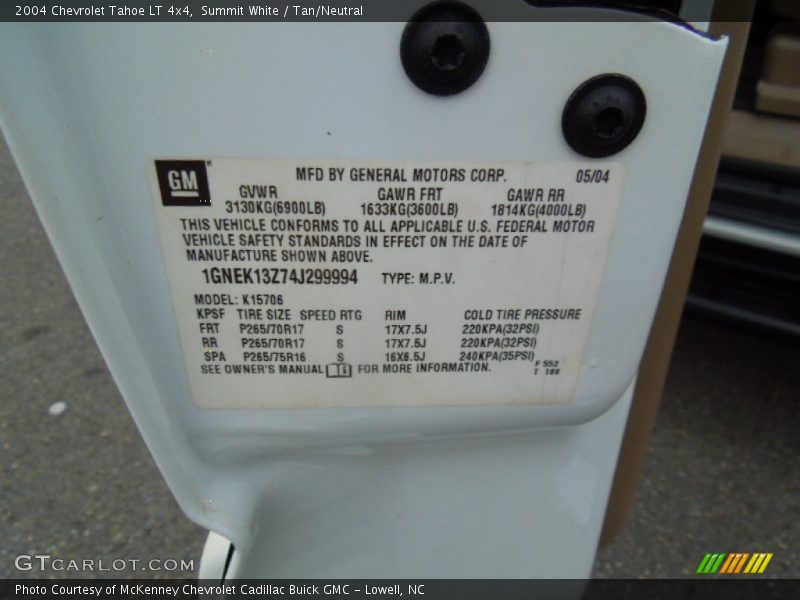 2004 Chevrolet Tahoe LT 4x4, Summit White / Tan/Neutral
GM MFD BY GENERAL MOTORS CORP. 05/04
GVWR GAWR FRT GAWR RR
3130KG(6900LB) 1633KG(3600LB) 1814KG(4000LB)
THIS VEHICLE CONFORMS TO ALL APPLICABLE U.S. FEDERAL MOTOR
VEHICLE SAFETY STANDARDS IN EFFECT ON THE DATE OF
MANUFACTURE SHOWN ABOVE.
1GNEK13Z74J299994 TYPE: M.P.V.
MODEL: K15706
KPSF TIRE SIZE SPEED RTG RIM COLD TIRE PRESSURE
FRT P265/70R17 S 17X7.5J 220KPA(32PSI)
RR P265/70R17 S 17X7.5J 220KPA(32PSI)
SPA P265/75R16 S 16X6.5J 240KPA(35PSI)
SEE OWNER'S MANUAL FOR MORE INFORMATION. F 552
T 188
GTCARLOT.COM
Photo Courtesy of McKenney Chevrolet Cadillac Buick GMC - Lowell, NC